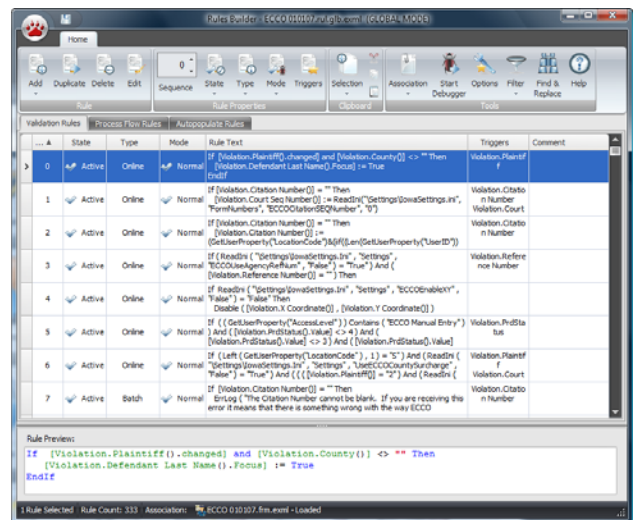 Rules Builder - [ECCO 010107.rul.glb.exml] (GLOBAL MODE)
Home
Add Duplicate Delete Edit
0
Sequence
State Type Mode Triggers
Selection
Association Start Debugger Options Filter Find & Replace Help
Rule Rule Properties Clipboard Tools
Validation Rules Process Flow Rules Autopopulate Rules
... State Type Mode Rule Text Triggers Comment
0 Active Online Normal
If [Violation.Plaintiff().changed] and [Violation.County()] <> "" Then
[Violation.Defendant Last Name().Focus] := True
EndIf
Violation.Plaintif
f
1 Active Online Normal
If [Violation.Citation Number()] = "" Then
[Violation.Court Seq Number()] := ReadIni("\Settings\IowaSettings.ini",
"FormNumbers", "ECCOCitationSEQNumber", "0")
Violation.Citatio
n Number
Violation.Court
2 Active Online Normal
If [Violation.Citation Number()] = "" Then
[Violation.Citation Number()] :=
(GetUserProperty("LocationCode")&(if((Len(GetUserProperty("UserID"))
Violation.Citatio
n Number
3 Active Online Normal
If ( ReadIni ( "\Settings\IowaSettings.Ini" , "Settings" ,
"ECCOUseAgencyRefNum" , "False" ) = "True" ) And (
[Violation.Reference Number()] = "" ) Then
Violation.Refere
nce Number
4 Active Online Normal
If ReadIni ( "\Settings\IowaSettings.Ini" , "Settings" , "ECCOEnableXY" ,
"False" ) = "False" Then
Disable ( [Violation.X Coordinate()] , [Violation.Y Coordinate()] )
5 Active Online Normal
If ( ( GetUserProperty("AccessLevel" ) ) Contains ( "ECCO Manual Entry" )
) And ( [Violation.PrdStatus().Value] <> 4 ) And (
[Violation.PrdStatus().Value] <> 3 ) And ( [Violation.PrdStatus().Value]
Violation.PrdSta
tus
6 Active Online Normal
If ( Left ( GetUserProperty("LocationCode" ) , 1 ) = "S" ) And ( ReadIni (
"\Settings\IowaSettings.Ini" , "Settings" , "UseECCOCountySurcharge" ,
"False" ) = "True" ) And ( ( ( [Violation.Plaintiff()] = "2" ) And ( ReadIni (
Violation.Plaintif
f
Violation.Court
7 Active Batch Normal
If [Violation.Citation Number()] = "" Then
ErrLog ( "The Citation Number cannot be blank. If you are receiving this
error it means that there is something wrong with the way ECCO
Violation.Citatio
n Number
Rule Preview:
If [Violation.Plaintiff().changed] and [Violation.County()] <> "" Then
[Violation.Defendant Last Name().Focus] := True
EndIf
1 Rule Selected Rule Count: 333 Association: ECCO 010107.frm.exml - Loaded